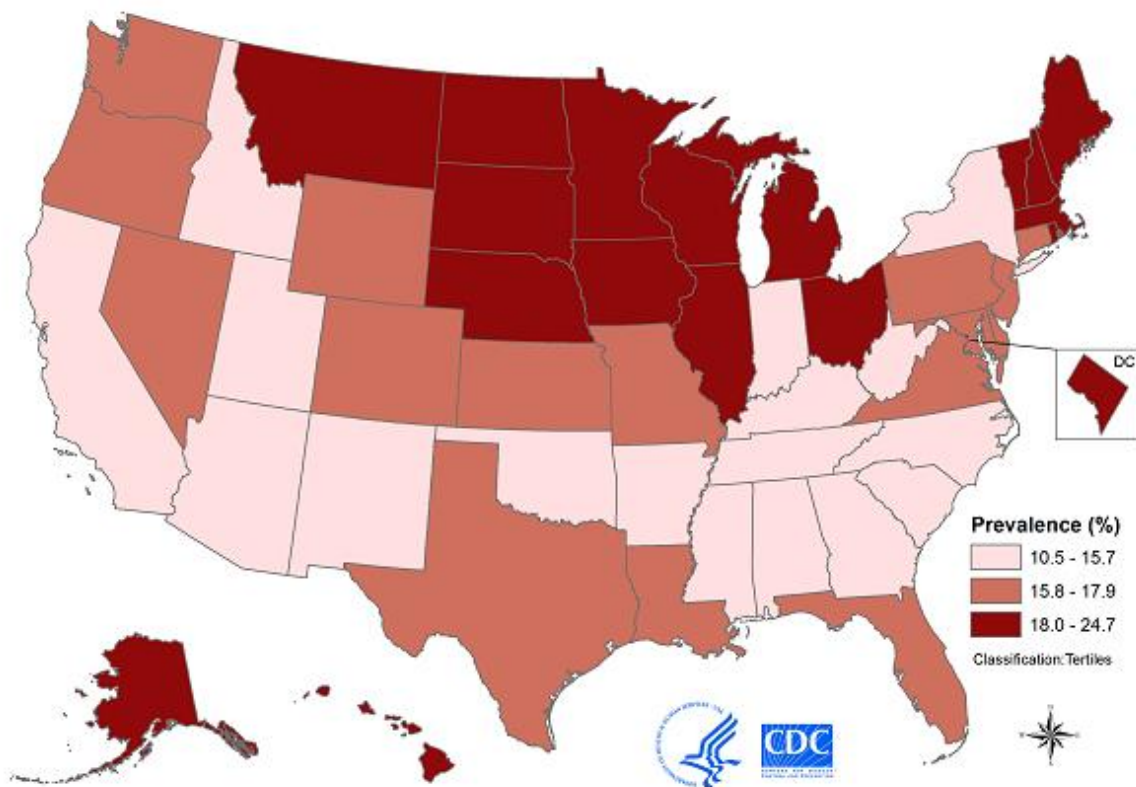 DC
Prevalence (%)
10.5 - 15.7
15.8 - 17.9
18.0 - 24.7
Classification:Tertiles
CDC